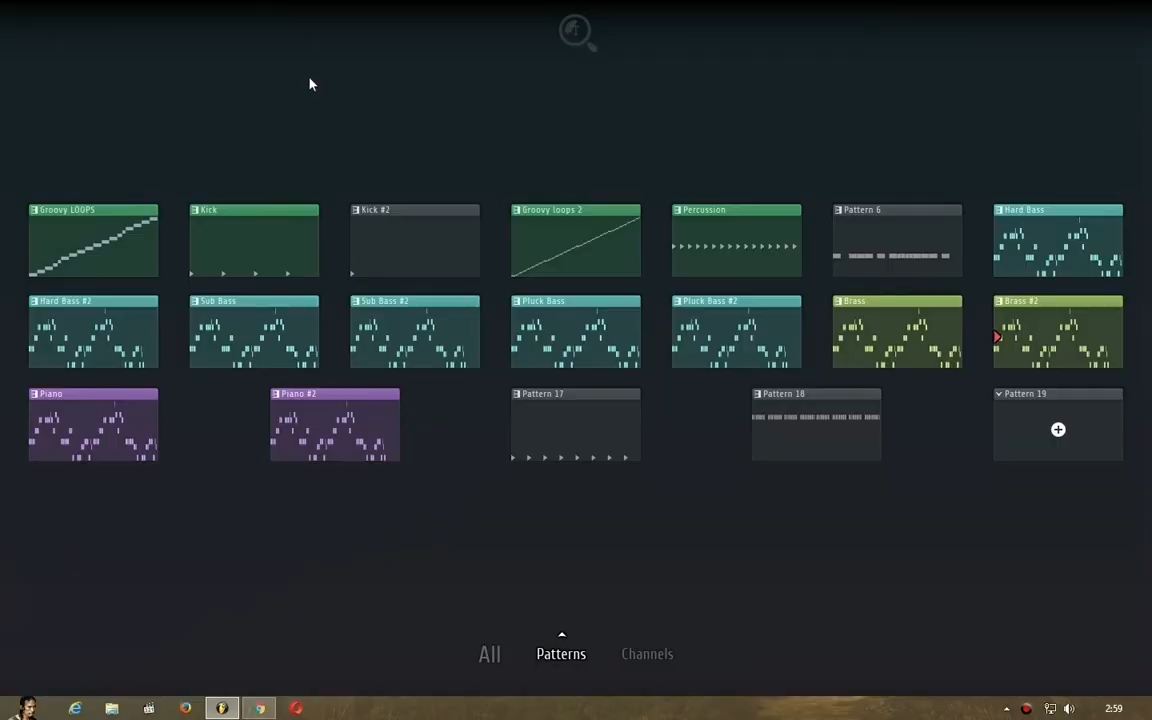 Groovy LOOPS
Kick
Kick #2
Groovy loops 2
Percussion
Pattern 6
Hard Bass
Hard Bass #2
Sub Bass
Sub Bass #2
Pluck Bass
Pluck Bass #2
Brass
Brass #2
Piano
Piano #2
Pattern 17
Pattern 18
Pattern 19
All
Patterns
Channels
2:59